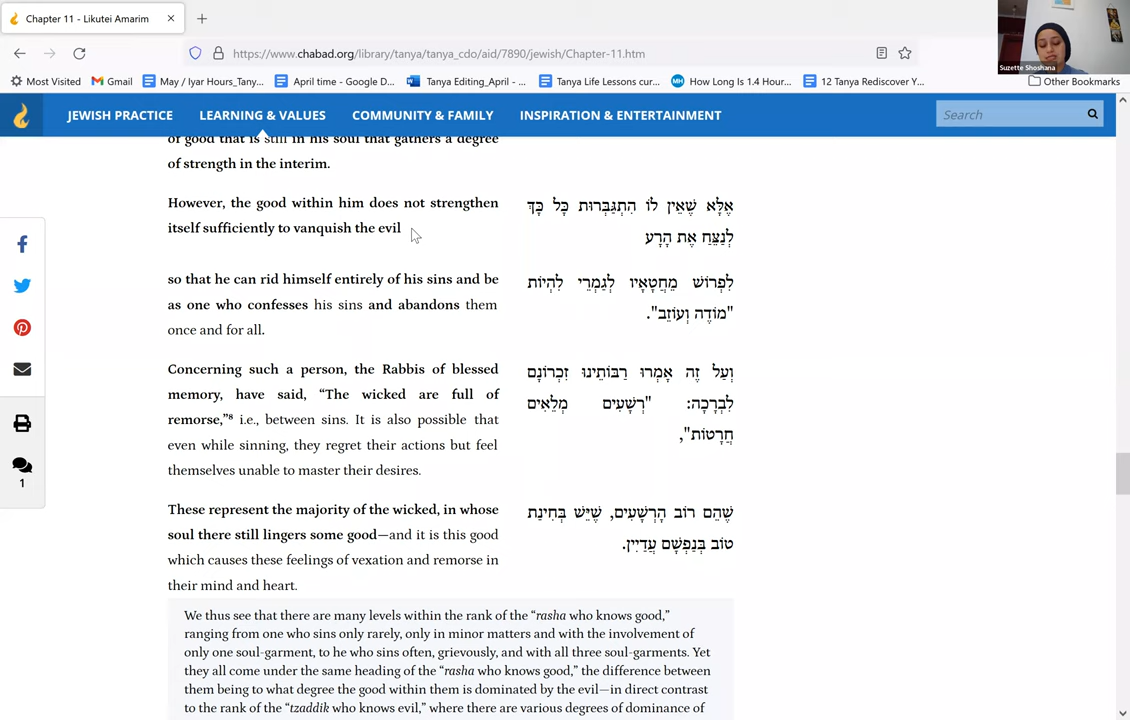 Chapter 11 - Likutei Amarim
https://www.chabad.org/library/tanya/tanya_cdo/aid/7890/jewish/Chapter-11.htm
Suzette Shoshana
Most Visited Gmail May / Iyar Hours_Tany... April time - Google D... Tanya Editing_April - ... Tanya Life Lessons cur... MH How Long Is 1.4 Hour... 12 Tanya Rediscover Y... Other Bookmarks
JEWISH PRACTICE LEARNING & VALUES COMMUNITY & FAMILY INSPIRATION & ENTERTAINMENT Search
of good that is still in his soul that gathers a degree
of strength in the interim.
However, the good within him does not strengthen
itself sufficiently to vanquish the evil
אֶלָּא שֶׁאֵין לוֹ הִתְגַּבְּרוּת כָּל כָּךְ
לְנַצֵּחַ אֶת הָרָע
so that he can rid himself entirely of his sins and be
as one who confesses his sins and abandons them
once and for all.
לִפְרוֹשׁ מֵחֲטָאָיו לְגַמְרֵי לִהְיוֹת
"מוֹדֶה וְעוֹזֵב".
Concerning such a person, the Rabbis of blessed
memory, have said, “The wicked are full of
remorse,”⁸ i.e., between sins. It is also possible that
even while sinning, they regret their actions but feel
themselves unable to master their desires.
וְעַל זֶה אָמְרוּ רַבּוֹתֵינוּ זִכְרוֹנָם
לִבְרָכָה: "רְשָׁעִים מְלֵאִים
חֲרָטוֹת",
These represent the majority of the wicked, in whose
soul there still lingers some good—and it is this good
which causes these feelings of vexation and remorse in
their mind and heart.
שֶׁהֵם רוֹב הָרְשָׁעִים, שֶׁיֵּשׁ בְּחִינַת
טוֹב בְּנַפְשָׁם עֲדַיִין.
1
We thus see that there are many levels within the rank of the “rasha who knows good,”
ranging from one who sins only rarely, only in minor matters and with the involvement of
only one soul-garment, to he who sins often, grievously, and with all three soul-garments. Yet
they all come under the same heading of the “rasha who knows good,” the difference between
them being to what degree the good within them is dominated by the evil—in direct contrast
to the rank of the “tzaddik who knows evil,” where there are various degrees of dominance of